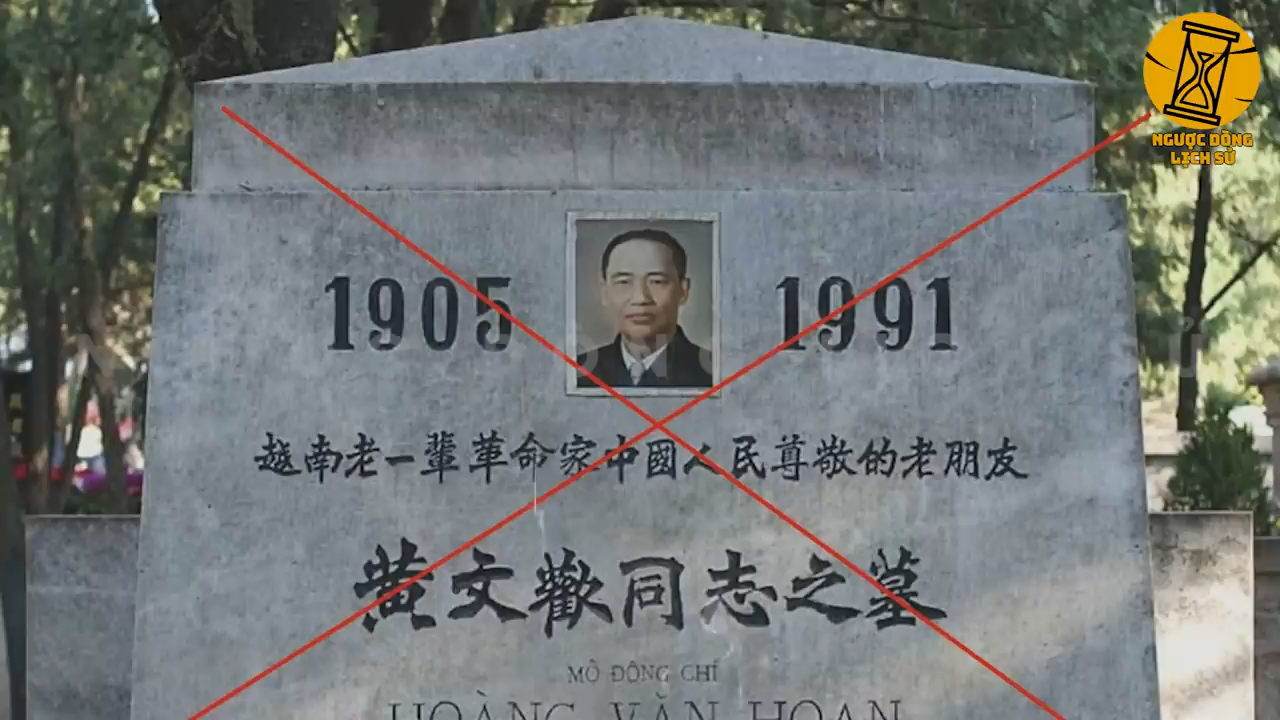 NGƯỢC DÒNG
LỊCH SỬ
1905 1991
越南老一輩革命家中國人民尊敬的老朋友
黃文歡同志之墓
MỘ ĐỒNG CHÍ
HOÀNG VĂN HOAN